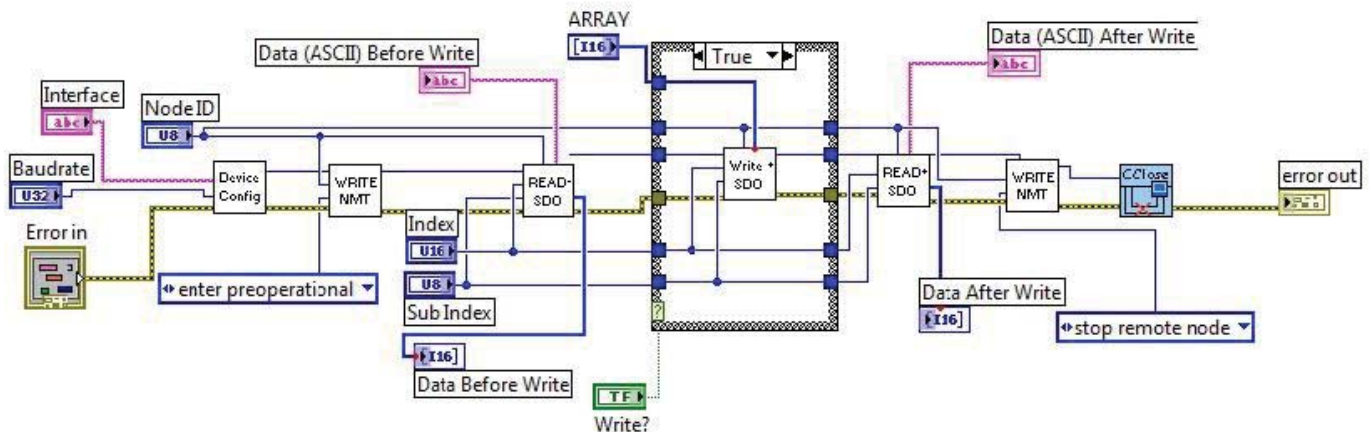 ARRAY
[I16]
True
Data (ASCII) Before Write
abc
Data (ASCII) After Write
abc
Interface
abc
Node ID
U8
Baudrate
U32
Device
Config
WRITE
NMT
READ-
SDO
Write +
SDO
READ+
SDO
WRITE
NMT
CClose
error out
Error in
enter preoperational
Index
U16
U8
Sub Index
[I16]
Data Before Write
?
TF
Write?
Data After Write
[I16]
stop remote node